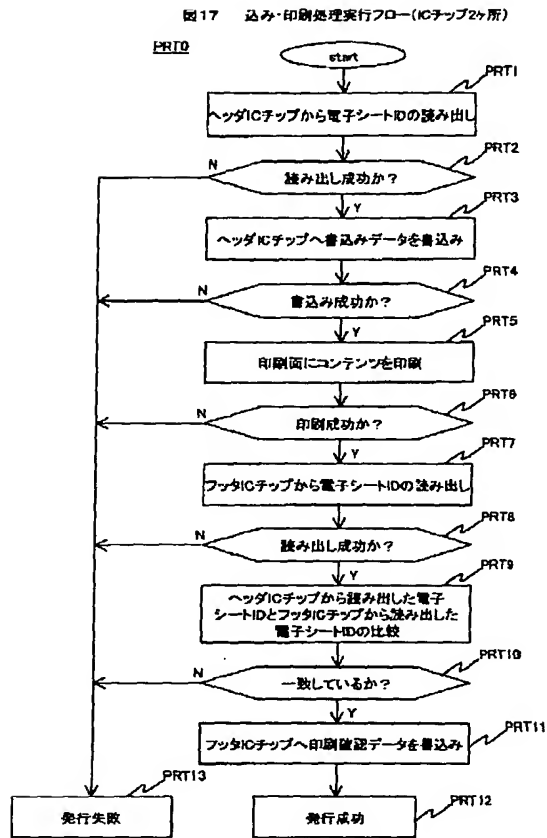 図17 込み・印刷処理実行フロー(ICチップ2ヶ所)
PRT0
start
PRT1
ヘッダICチップから電子シートIDの読み出し
PRT2
N
読み出し成功か?
Y
PRT3
ヘッダICチップへ書込みデータを書込み
PRT4
N
書込み成功か?
Y
PRT5
印刷面にコンテンツを印刷
PRT6
N
印刷成功か?
Y
PRT7
フッタICチップから電子シートIDの読み出し
PRT8
N
読み出し成功か?
Y
PRT9
ヘッダICチップから読み出した電子
シートIDとフッタICチップから読み出した
電子シートIDの比較
PRT10
N
一致しているか?
Y
PRT11
フッタICチップへ印刷確認データを書込み
PRT13
発行失敗
PRT12
発行成功